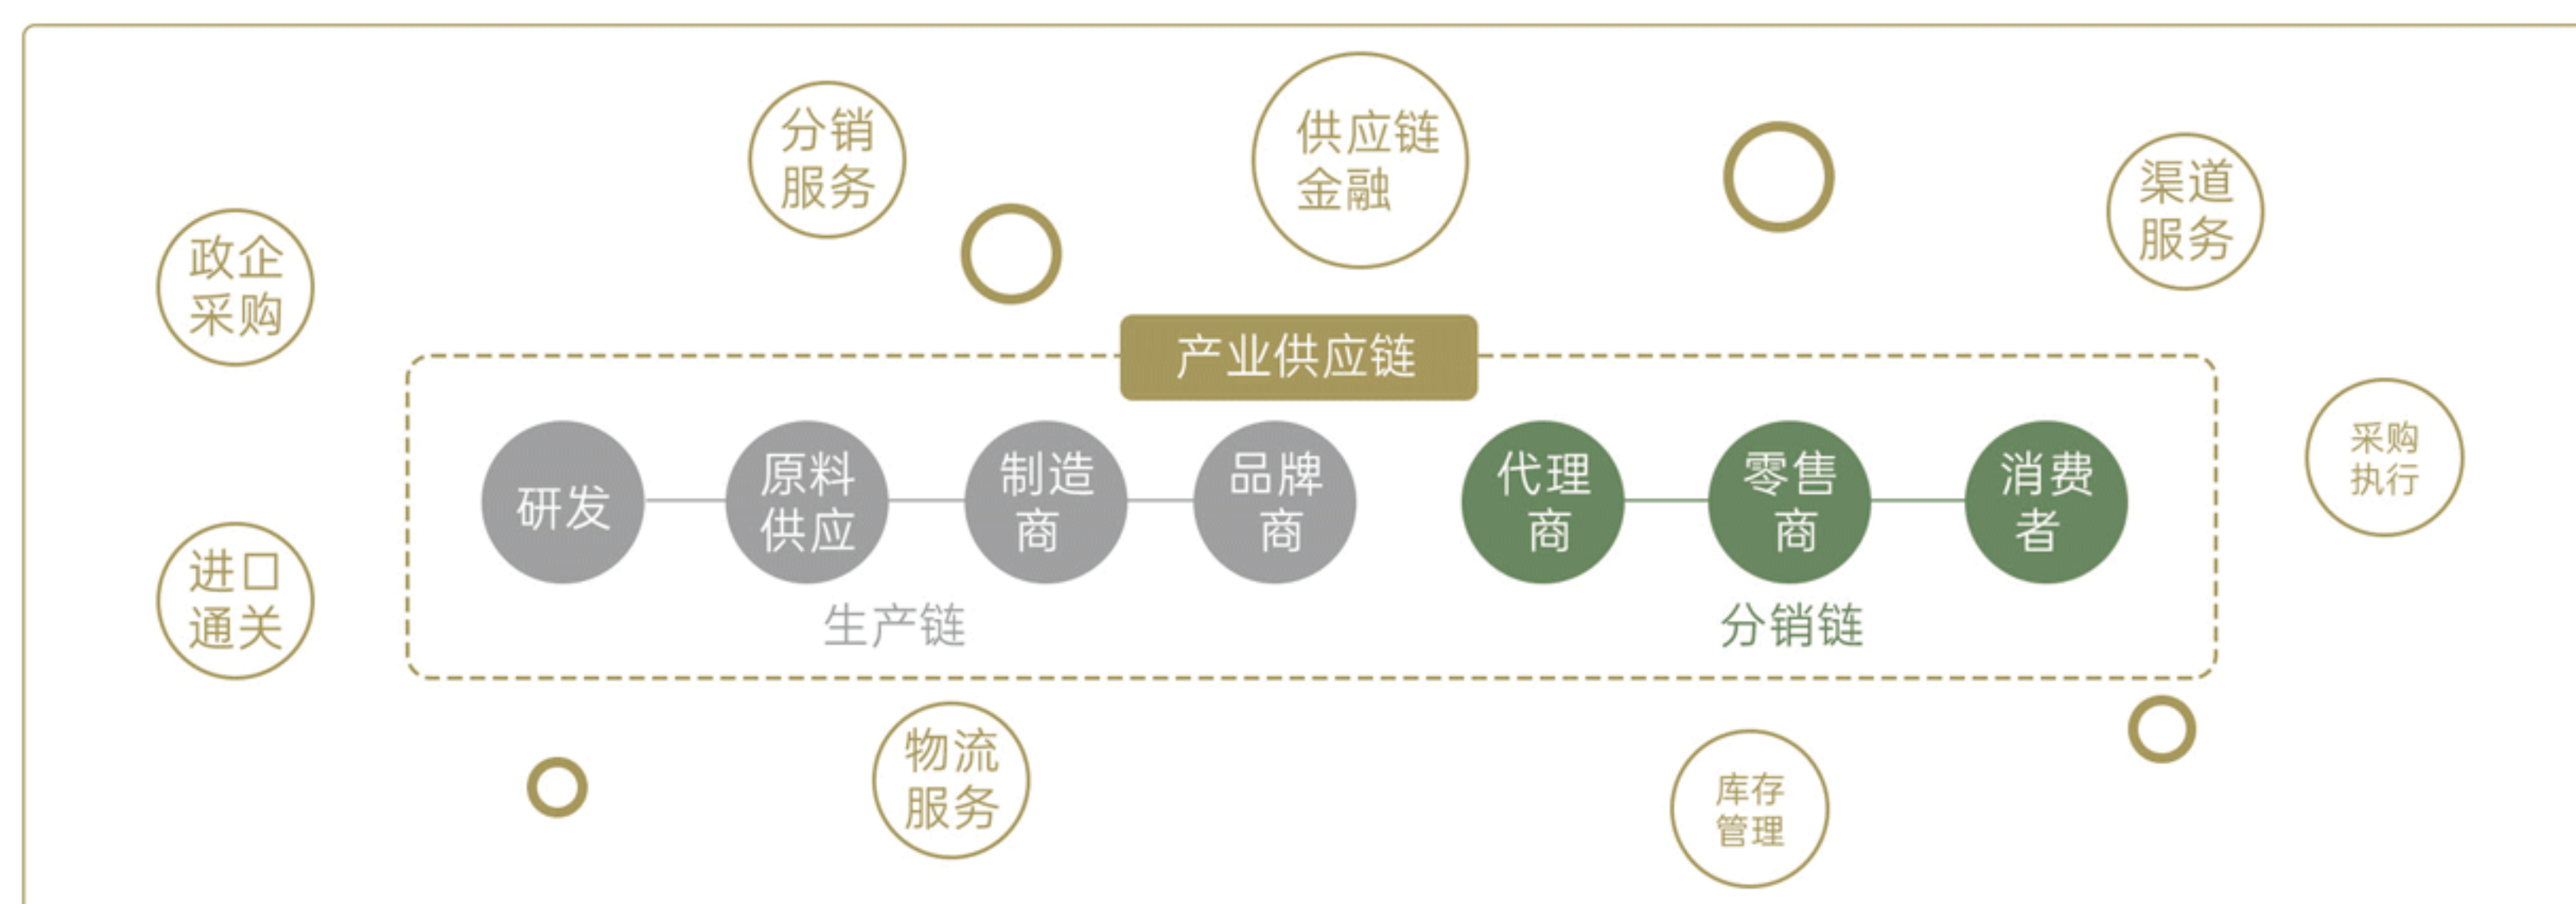 分销
服务
供应链
金融
渠道
服务
政企
采购
产业供应链
采购
执行
研发
原料
供应
制造
商
品牌
商
代理
商
零售
商
消费
者
进口
通关
生产链
分销链
物流
服务
库存
管理